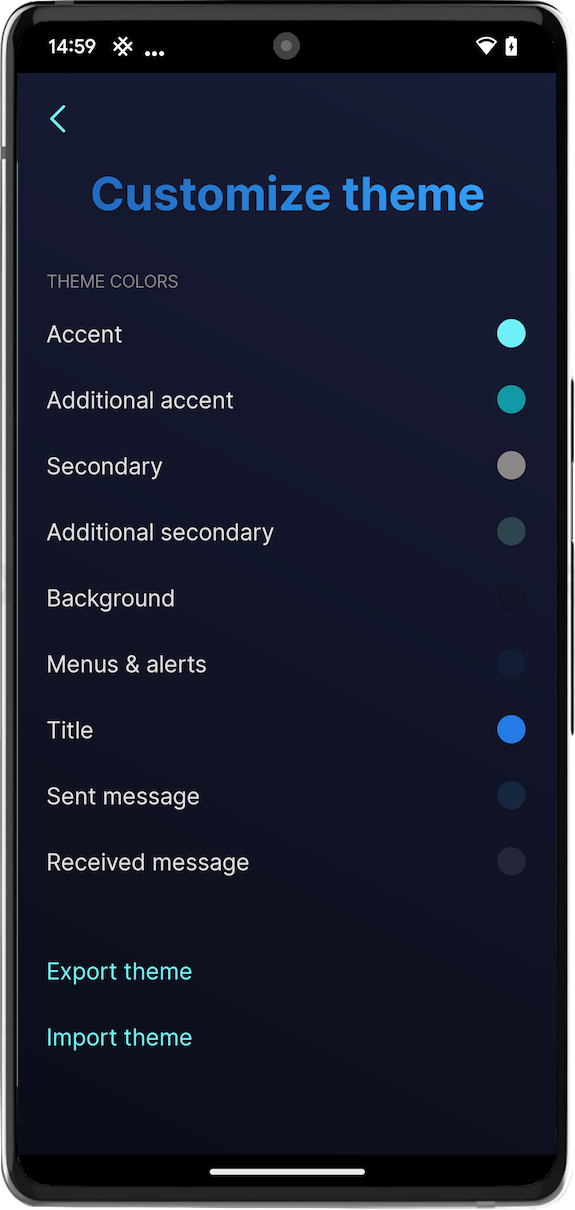 14:59
Customize theme
THEME COLORS
Accent
Additional accent
Secondary
Additional secondary
Background
Menus & alerts
Title
Sent message
Received message
Export theme
Import theme